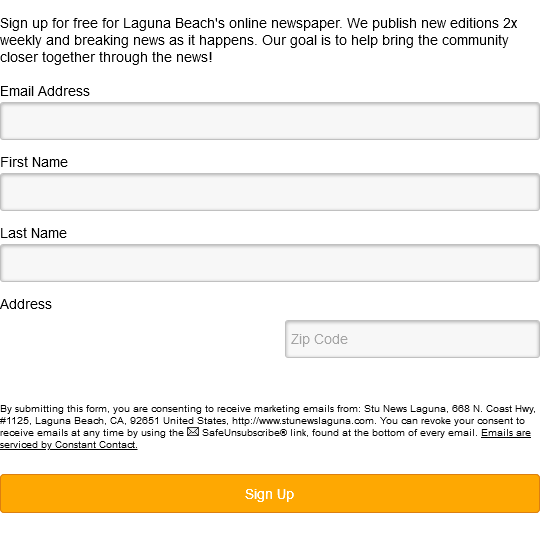 Sign up for free for Laguna Beach's online newspaper. We publish new editions 2x
weekly and breaking news as it happens. Our goal is to help bring the community
closer together through the news!
Email Address
First Name
Last Name
Address
Zip Code
By submitting this form, you are consenting to receive marketing emails from: Stu News Laguna, 668 N. Coast Hwy,
#1125, Laguna Beach, CA, 92651 United States, http://www.stunewslaguna.com. You can revoke your consent to
receive emails at any time by using the SafeUnsubscribe® link, found at the bottom of every email. Emails are
serviced by Constant Contact.
Sign Up